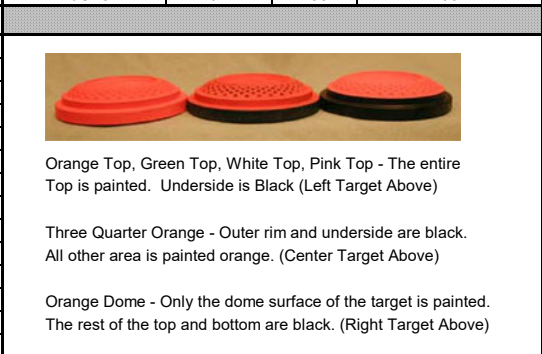 Orange Top, Green Top, White Top, Pink Top - The entire
Top is painted.  Underside is Black (Left Target Above)
Three Quarter Orange - Outer rim and underside are black.
All other area is painted orange. (Center Target Above)
Orange Dome - Only the dome surface of the target is painted.
The rest of the top and bottom are black. (Right Target Above)